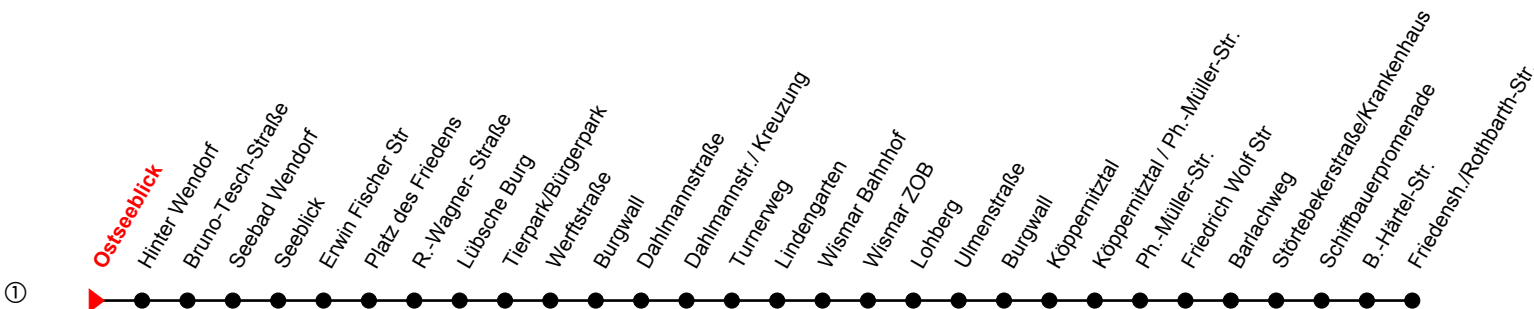 Ostseeblick
Hinter Wendorf
Bruno-Tesch-Straße
Seebad Wendorf
Seeblick
Erwin Fischer Str
Platz des Friedens
R.-Wagner- Straße
Lübsche Burg
Tierpark/Bürgerpark
Werftstraße
Burgwall
Dahlmannstraße
Dahlmannstr./ Kreuzung
Turnerweg
Lindengarten
Wismar Bahnhof
Wismar ZOB
Lohberg
Ulmenstraße
Burgwall
Köppernitztal
Köppernitztal / Ph.-Müller-Str.
Ph.-Müller-Str.
Friedrich Wolf Str
Barlachweg
Störtebekerstraße/Krankenhaus
Schiffbauerpromenade
B.-Härtel-Str.
Friedensh./Rothbarth-Str.
①